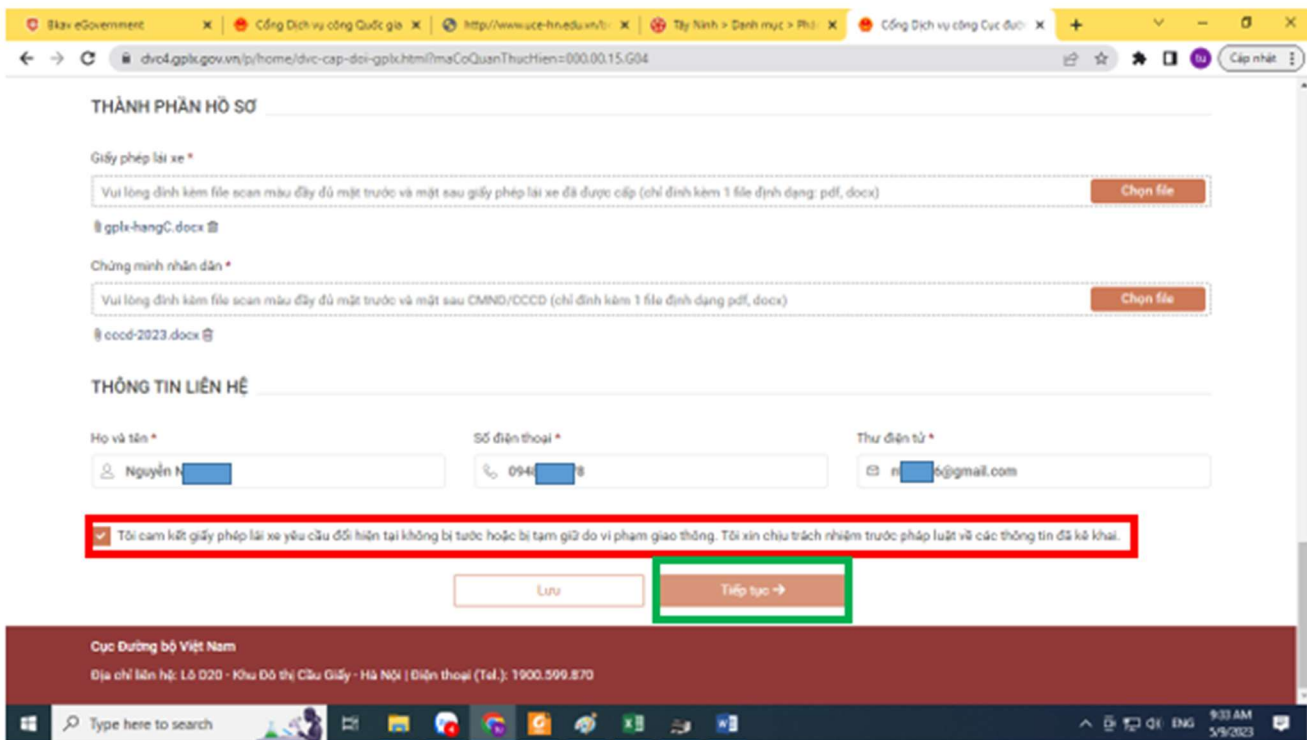 Bkav eGovernment
Cổng Dịch vụ công Quốc gia
http://www.uce-hn.edu.vn/
Tây Ninh > Danh mục >
Cổng Dịch vụ công Cục đườn
dvc4.gplx.gov.vn/p/home/dvc-cap-doi-gplx.html?maCoQuanThucHien=000.00.15.G04
tu
Cập nhật
THÀNH PHẦN HỒ SƠ
Giấy phép lái xe *
Vui lòng đính kèm file scan màu đầy đủ mặt trước và mặt sau giấy phép lái xe đã được cấp (chỉ đính kèm 1 file định dạng: pdf, docx)
Chọn file
gplx-hangC.docx
Chứng minh nhân dân *
Vui lòng đính kèm file scan màu đầy đủ mặt trước và mặt sau CMND/CCCD (chỉ đính kèm 1 file định dạng pdf, docx)
Chọn file
cccd-2023.docx
THÔNG TIN LIÊN HỆ
Họ và tên *
Số điện thoại *
Thư điện tử *
Nguyễn N
094 8
n 6@gmail.com
Tôi cam kết giấy phép lái xe yêu cầu đổi hiện tại không bị tước hoặc bị tạm giữ do vi phạm giao thông. Tôi xin chịu trách nhiệm trước pháp luật về các thông tin đã kê khai.
Lưu
Tiếp tục →
Cục Đường bộ Việt Nam
Địa chỉ liên hệ: Lô D20 - Khu Đô thị Cầu Giấy - Hà Nội | Điện thoại (Tel.): 1900.599.870
Type here to search
ENG
9:33 AM
5/9/2023